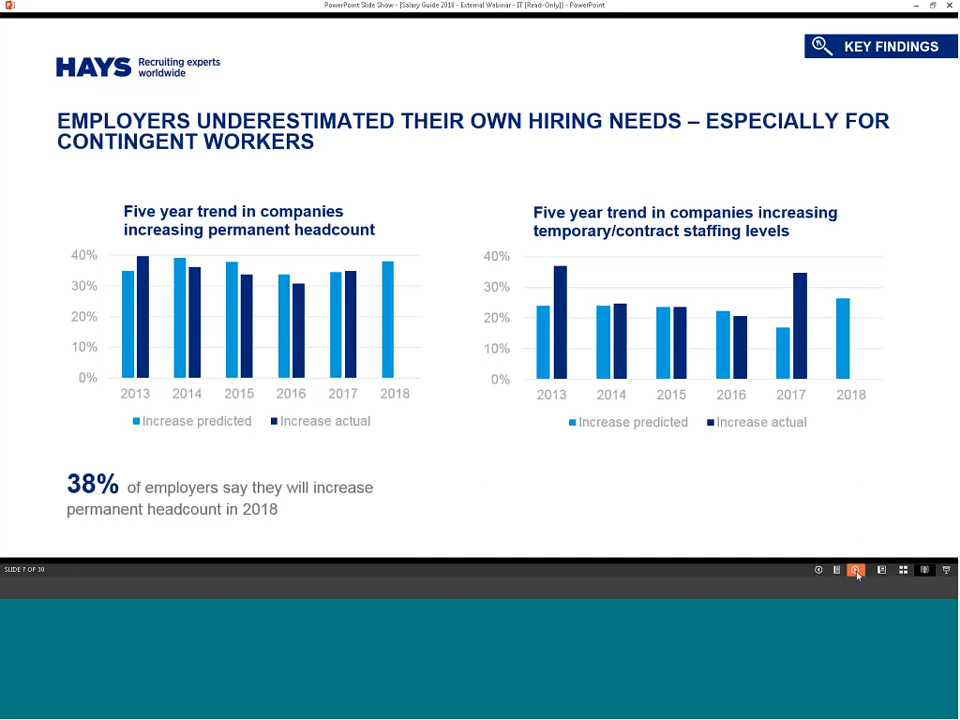 PowerPoint Slide Show - [Salary Guide 2018 - External Webinar - IT [Read-Only]] - PowerPoint
KEY FINDINGS
HAYS Recruiting experts
worldwide
EMPLOYERS UNDERESTIMATED THEIR OWN HIRING NEEDS – ESPECIALLY FOR
CONTINGENT WORKERS
Five year trend in companies
increasing permanent headcount
40%
30%
20%
10%
0%
2013 2014 2015 2016 2017 2018
Increase predicted Increase actual
Five year trend in companies increasing
temporary/contract staffing levels
40%
30%
20%
10%
0%
2013 2014 2015 2016 2017 2018
Increase predicted Increase actual
38% of employers say they will increase
permanent headcount in 2018
SLIDE 7 OF 30